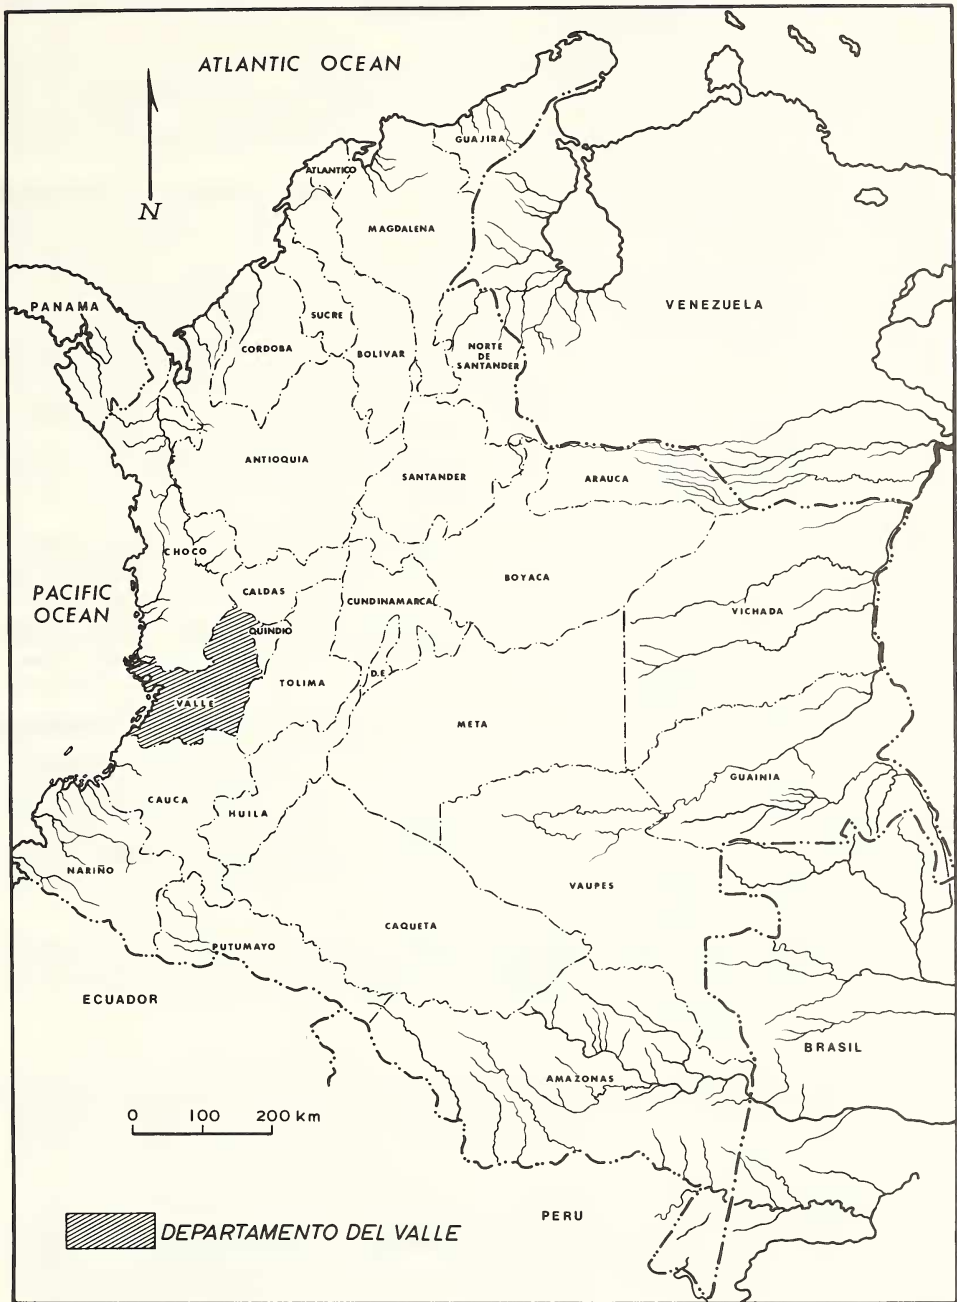 ATLANTIC OCEAN
N
GUAJIRA
ATLANTICO
MAGDALENA
PANAMA
VENEZUELA
SUCRE
CORDOBA
BOLIVAR
NORTE
DE
SANTANDER
ANTIOQUIA
SANTANDER
ARAUCA
CHOCO
BOYACA
PACIFIC
OCEAN
CALDAS
CUNDINAMARCA
VICHADA
QUINDIO
D.E
TOLIMA
VALLE
META
GUAINIA
CAUCA
HUILA
NARIÑO
VAUPES
CAQUETA
PUTUMAYO
ECUADOR
BRASIL
AMAZONAS
0 100 200 km
PERU
DEPARTAMENTO DEL VALLE